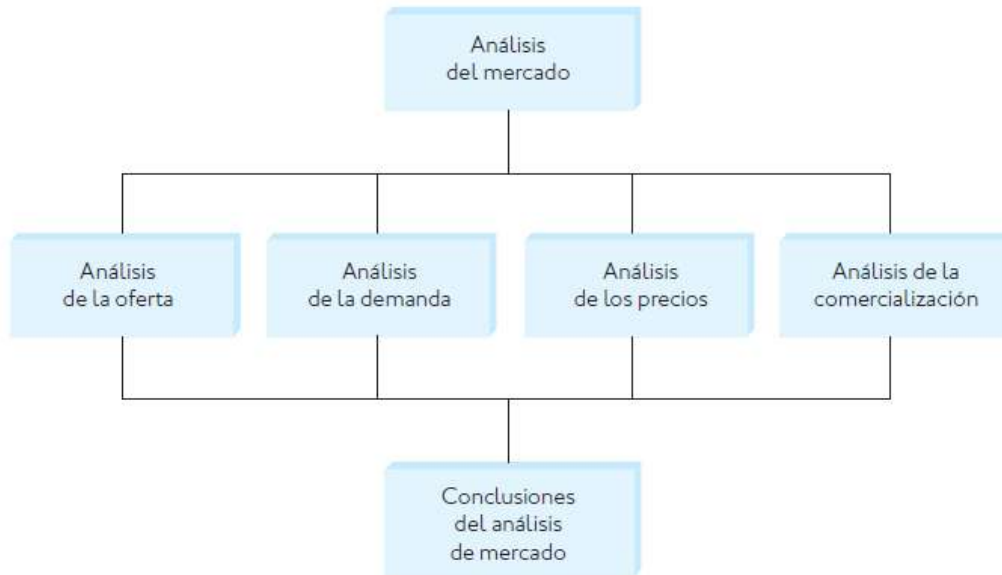 Análisis
del mercado
Análisis
de la oferta
Análisis
de la demanda
Análisis
de los precios
Análisis de la
comercialización
Conclusiones
del análisis
de mercado